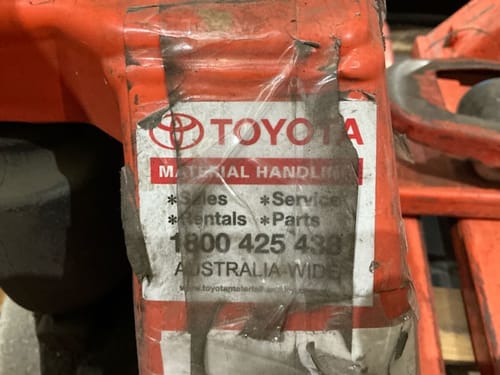 TOYOTA
MATERIAL HANDLING
*Sales *Service
*Rentals *Parts
1800 425 438
AUSTRALIA-WIDE